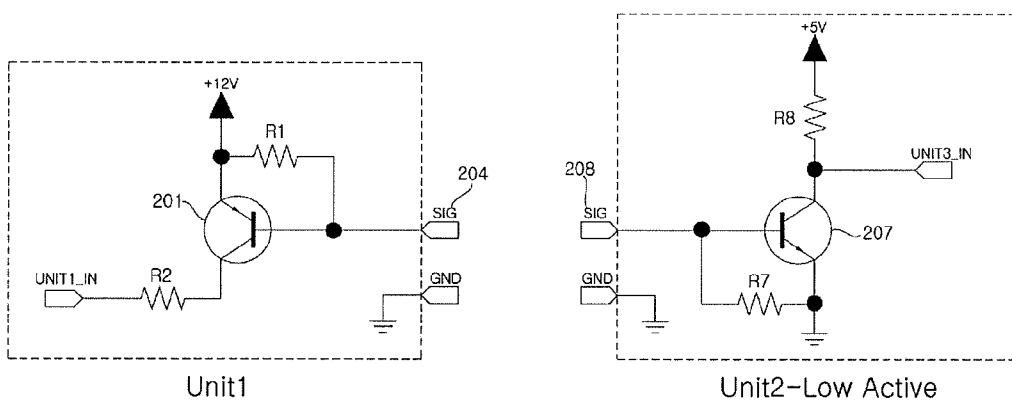 +12V
R1
201
204
SIG
UNIT1_IN
R2
GND
Unit1
+5V
R8
UNIT3_IN
208
SIG
207
GND
R7
Unit2-Low Active